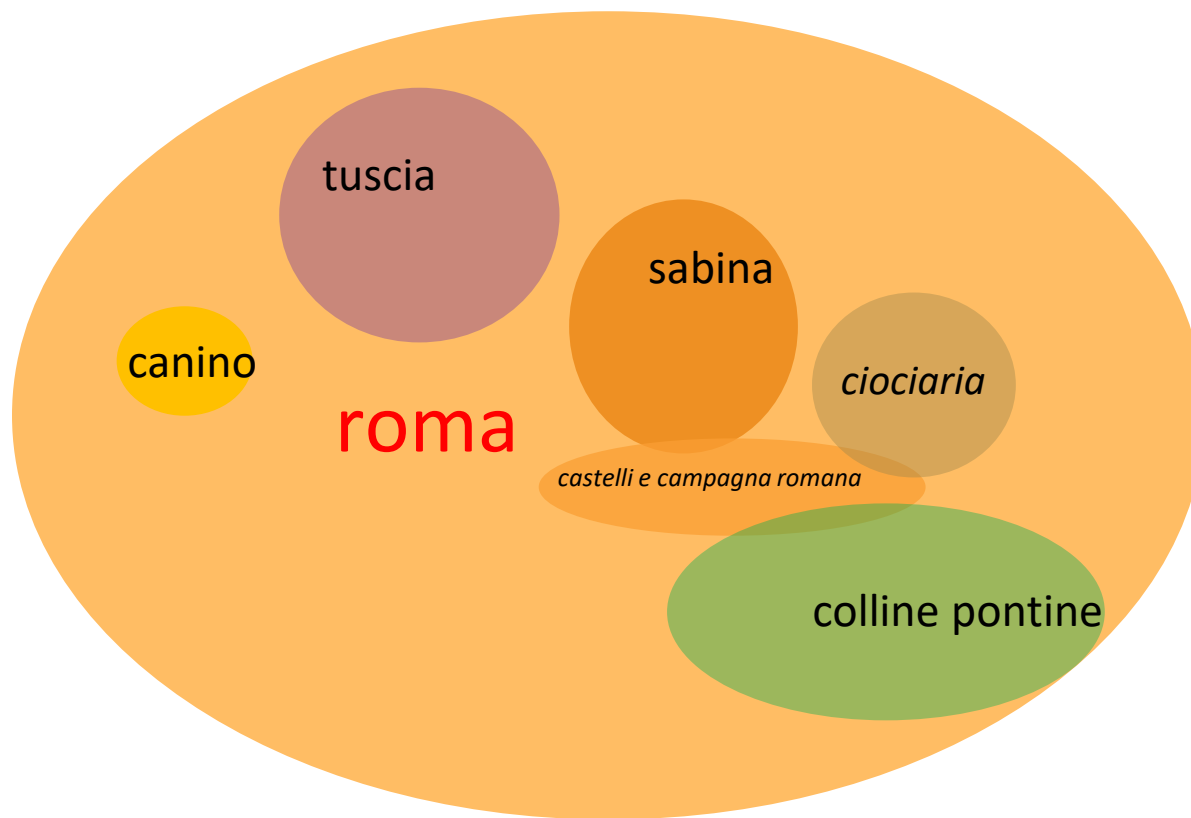 tuscia
sabina
canino
ciociaria
roma
castelli e campagna romana
colline pontine